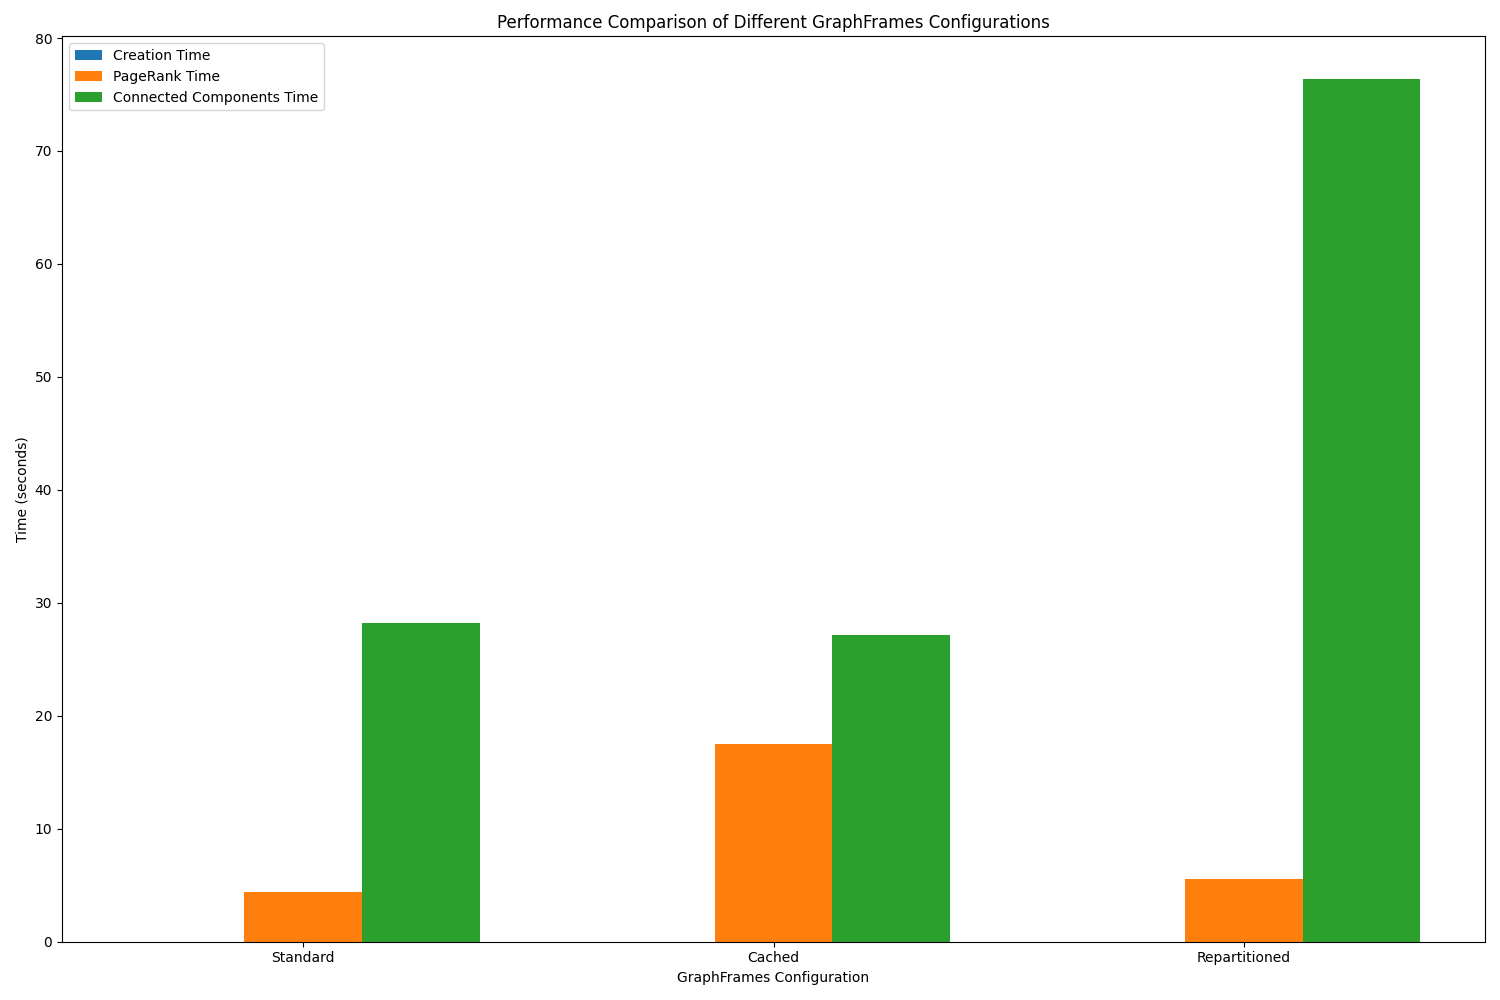 Performance Comparison of Different GraphFrames Configurations
Creation Time
PageRank Time
Connected Components Time
80
70
60
50
40
30
20
10
0
Time (seconds)
Standard
Cached
Repartitioned
GraphFrames Configuration